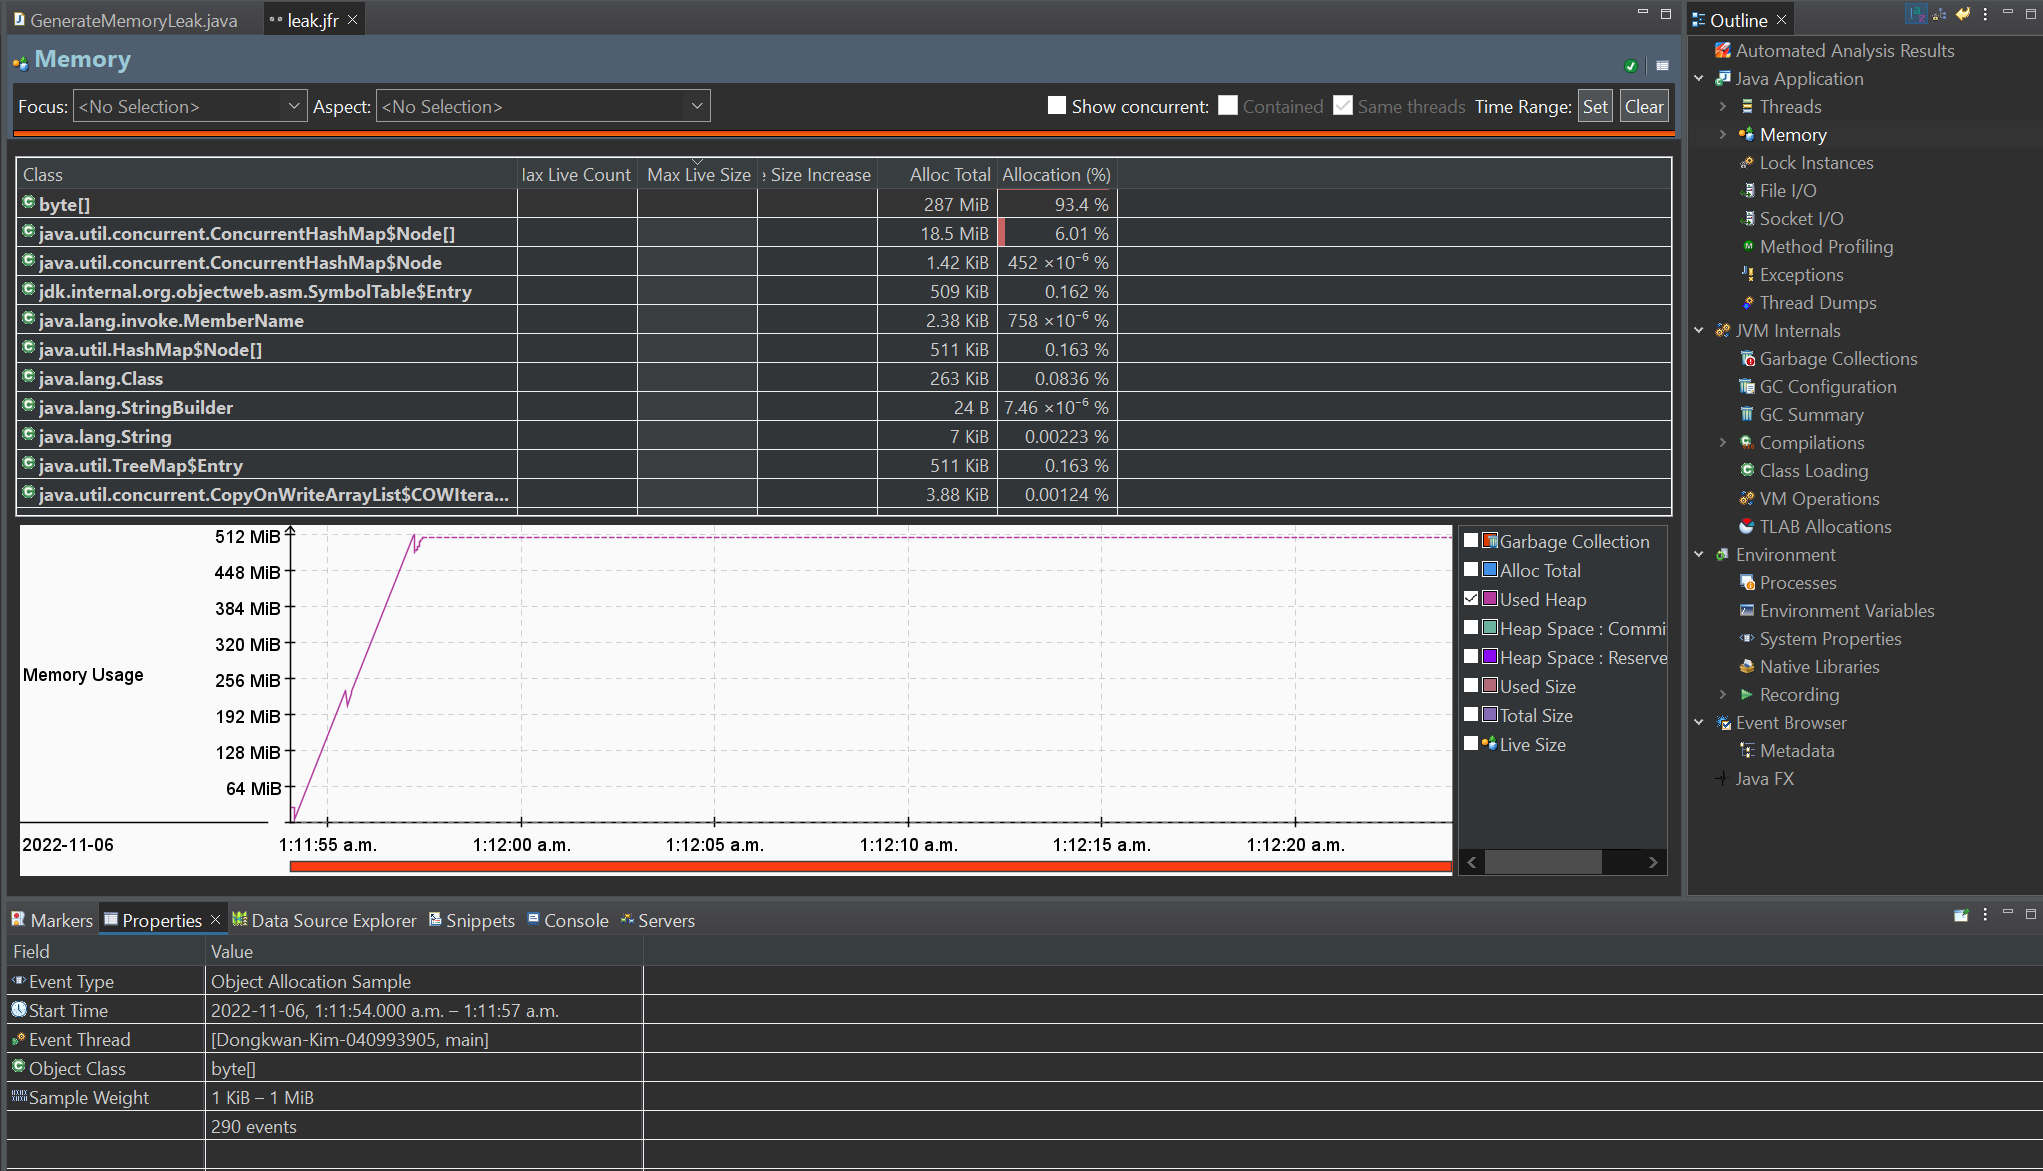 GenerateMemoryLeak.java
leak.jfr
Outline
Memory
Focus: <No Selection> Aspect: <No Selection> Show concurrent: Contained Same threads Time Range: Set Clear
Class lax Live Count Max Live Size e Size Increase Alloc Total Allocation (%)
byte[] 287 MiB 93.4 %
java.util.concurrent.ConcurrentHashMap$Node[] 18.5 MiB 6.01 %
java.util.concurrent.ConcurrentHashMap$Node 1.42 KiB 452 ×10⁻⁶ %
jdk.internal.org.objectweb.asm.SymbolTable$Entry 509 KiB 0.162 %
java.lang.invoke.MemberName 2.38 KiB 758 ×10⁻⁶ %
java.util.HashMap$Node[] 511 KiB 0.163 %
java.lang.Class 263 KiB 0.0836 %
java.lang.StringBuilder 24 B 7.46 ×10⁻⁶ %
java.lang.String 7 KiB 0.00223 %
java.util.TreeMap$Entry 511 KiB 0.163 %
java.util.concurrent.CopyOnWriteArrayList$COWItera... 3.88 KiB 0.00124 %
512 MiB
448 MiB
384 MiB
320 MiB
256 MiB
192 MiB
128 MiB
64 MiB
Memory Usage
2022-11-06
1:11:55 a.m. 1:12:00 a.m. 1:12:05 a.m. 1:12:10 a.m. 1:12:15 a.m. 1:12:20 a.m.
Garbage Collection
Alloc Total
Used Heap
Heap Space : Commi
Heap Space : Reserve
Used Size
Total Size
Live Size
Automated Analysis Results
Java Application
Threads
Memory
Lock Instances
File I/O
Socket I/O
Method Profiling
Exceptions
Thread Dumps
JVM Internals
Garbage Collections
GC Configuration
GC Summary
Compilations
Class Loading
VM Operations
TLAB Allocations
Environment
Processes
Environment Variables
System Properties
Native Libraries
Recording
Event Browser
Metadata
Java FX
Markers Properties Data Source Explorer Snippets Console Servers
Field Value
Event Type Object Allocation Sample
Start Time 2022-11-06, 1:11:54.000 a.m. – 1:11:57 a.m.
Event Thread [Dongkwan-Kim-040993905, main]
Object Class byte[]
Sample Weight 1 KiB – 1 MiB
290 events